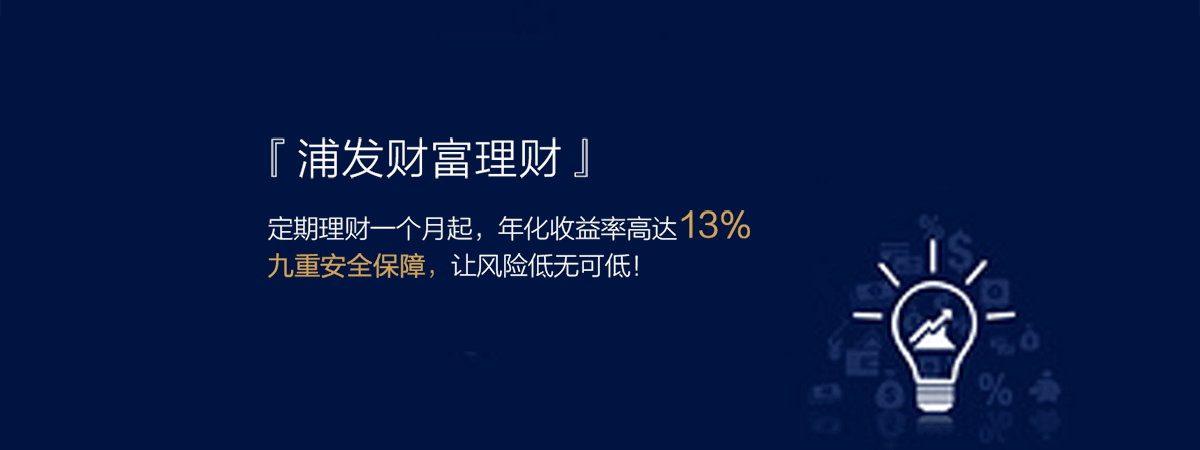 『 浦发财富理财 』
定期理财一个月起，年化收益率高达13%
九重安全保障，让风险低无可低！